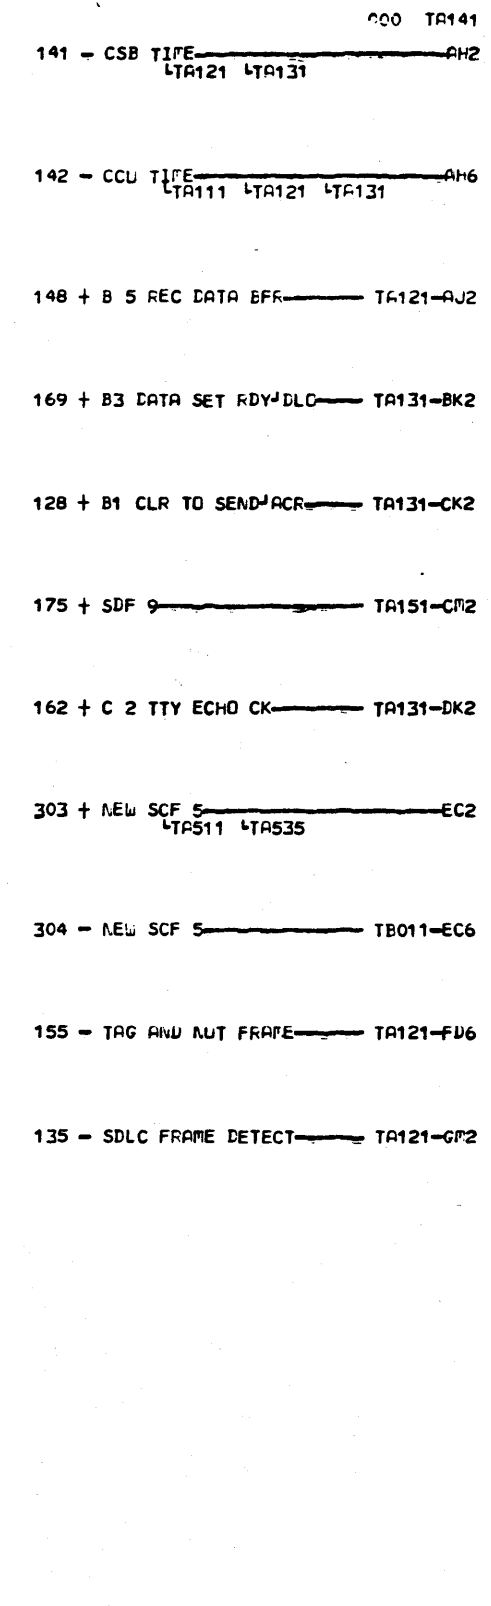 000 TA141
141 - CSB TIME AH2
TA121 TA131
142 - CCU TIME AH6
TA111 TA121 TA131
148 + B 5 REC DATA BFR TA121-AJ2
169 + B3 DATA SET RDY DLO TA131-BK2
128 + B1 CLR TO SEND ACR TA131-CK2
175 + SDF 9 TA151-CM2
162 + C 2 TTY ECHO CK TA131-DK2
303 + NEW SCF 5 EC2
TA511 TA535
304 - NEW SCF 5 TB011-EC6
155 - TAG AND NOT FRAME TA121-FD6
135 - SDLC FRAME DETECT TA121-GM2